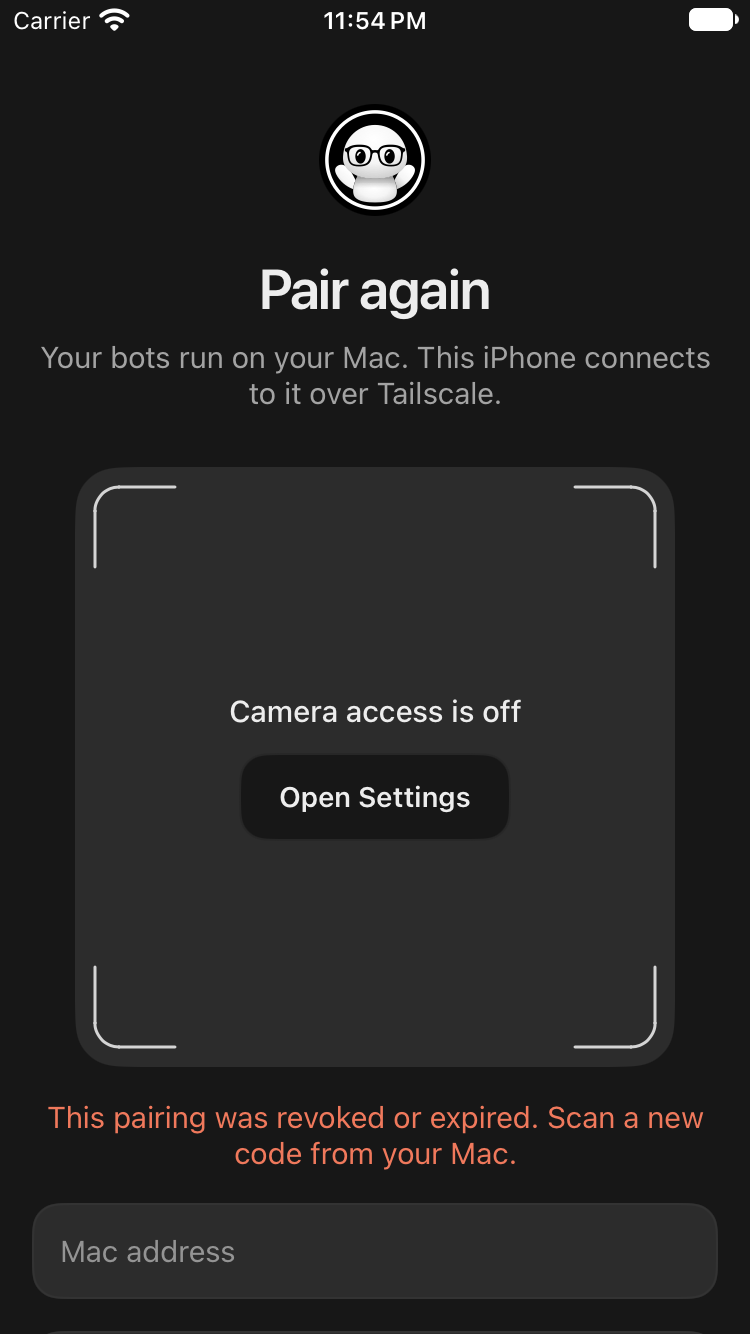 Carrier 11:54 PM
Pair again
Your bots run on your Mac. This iPhone connects
to it over Tailscale.
Camera access is off
Open Settings
This pairing was revoked or expired. Scan a new
code from your Mac.
Mac address